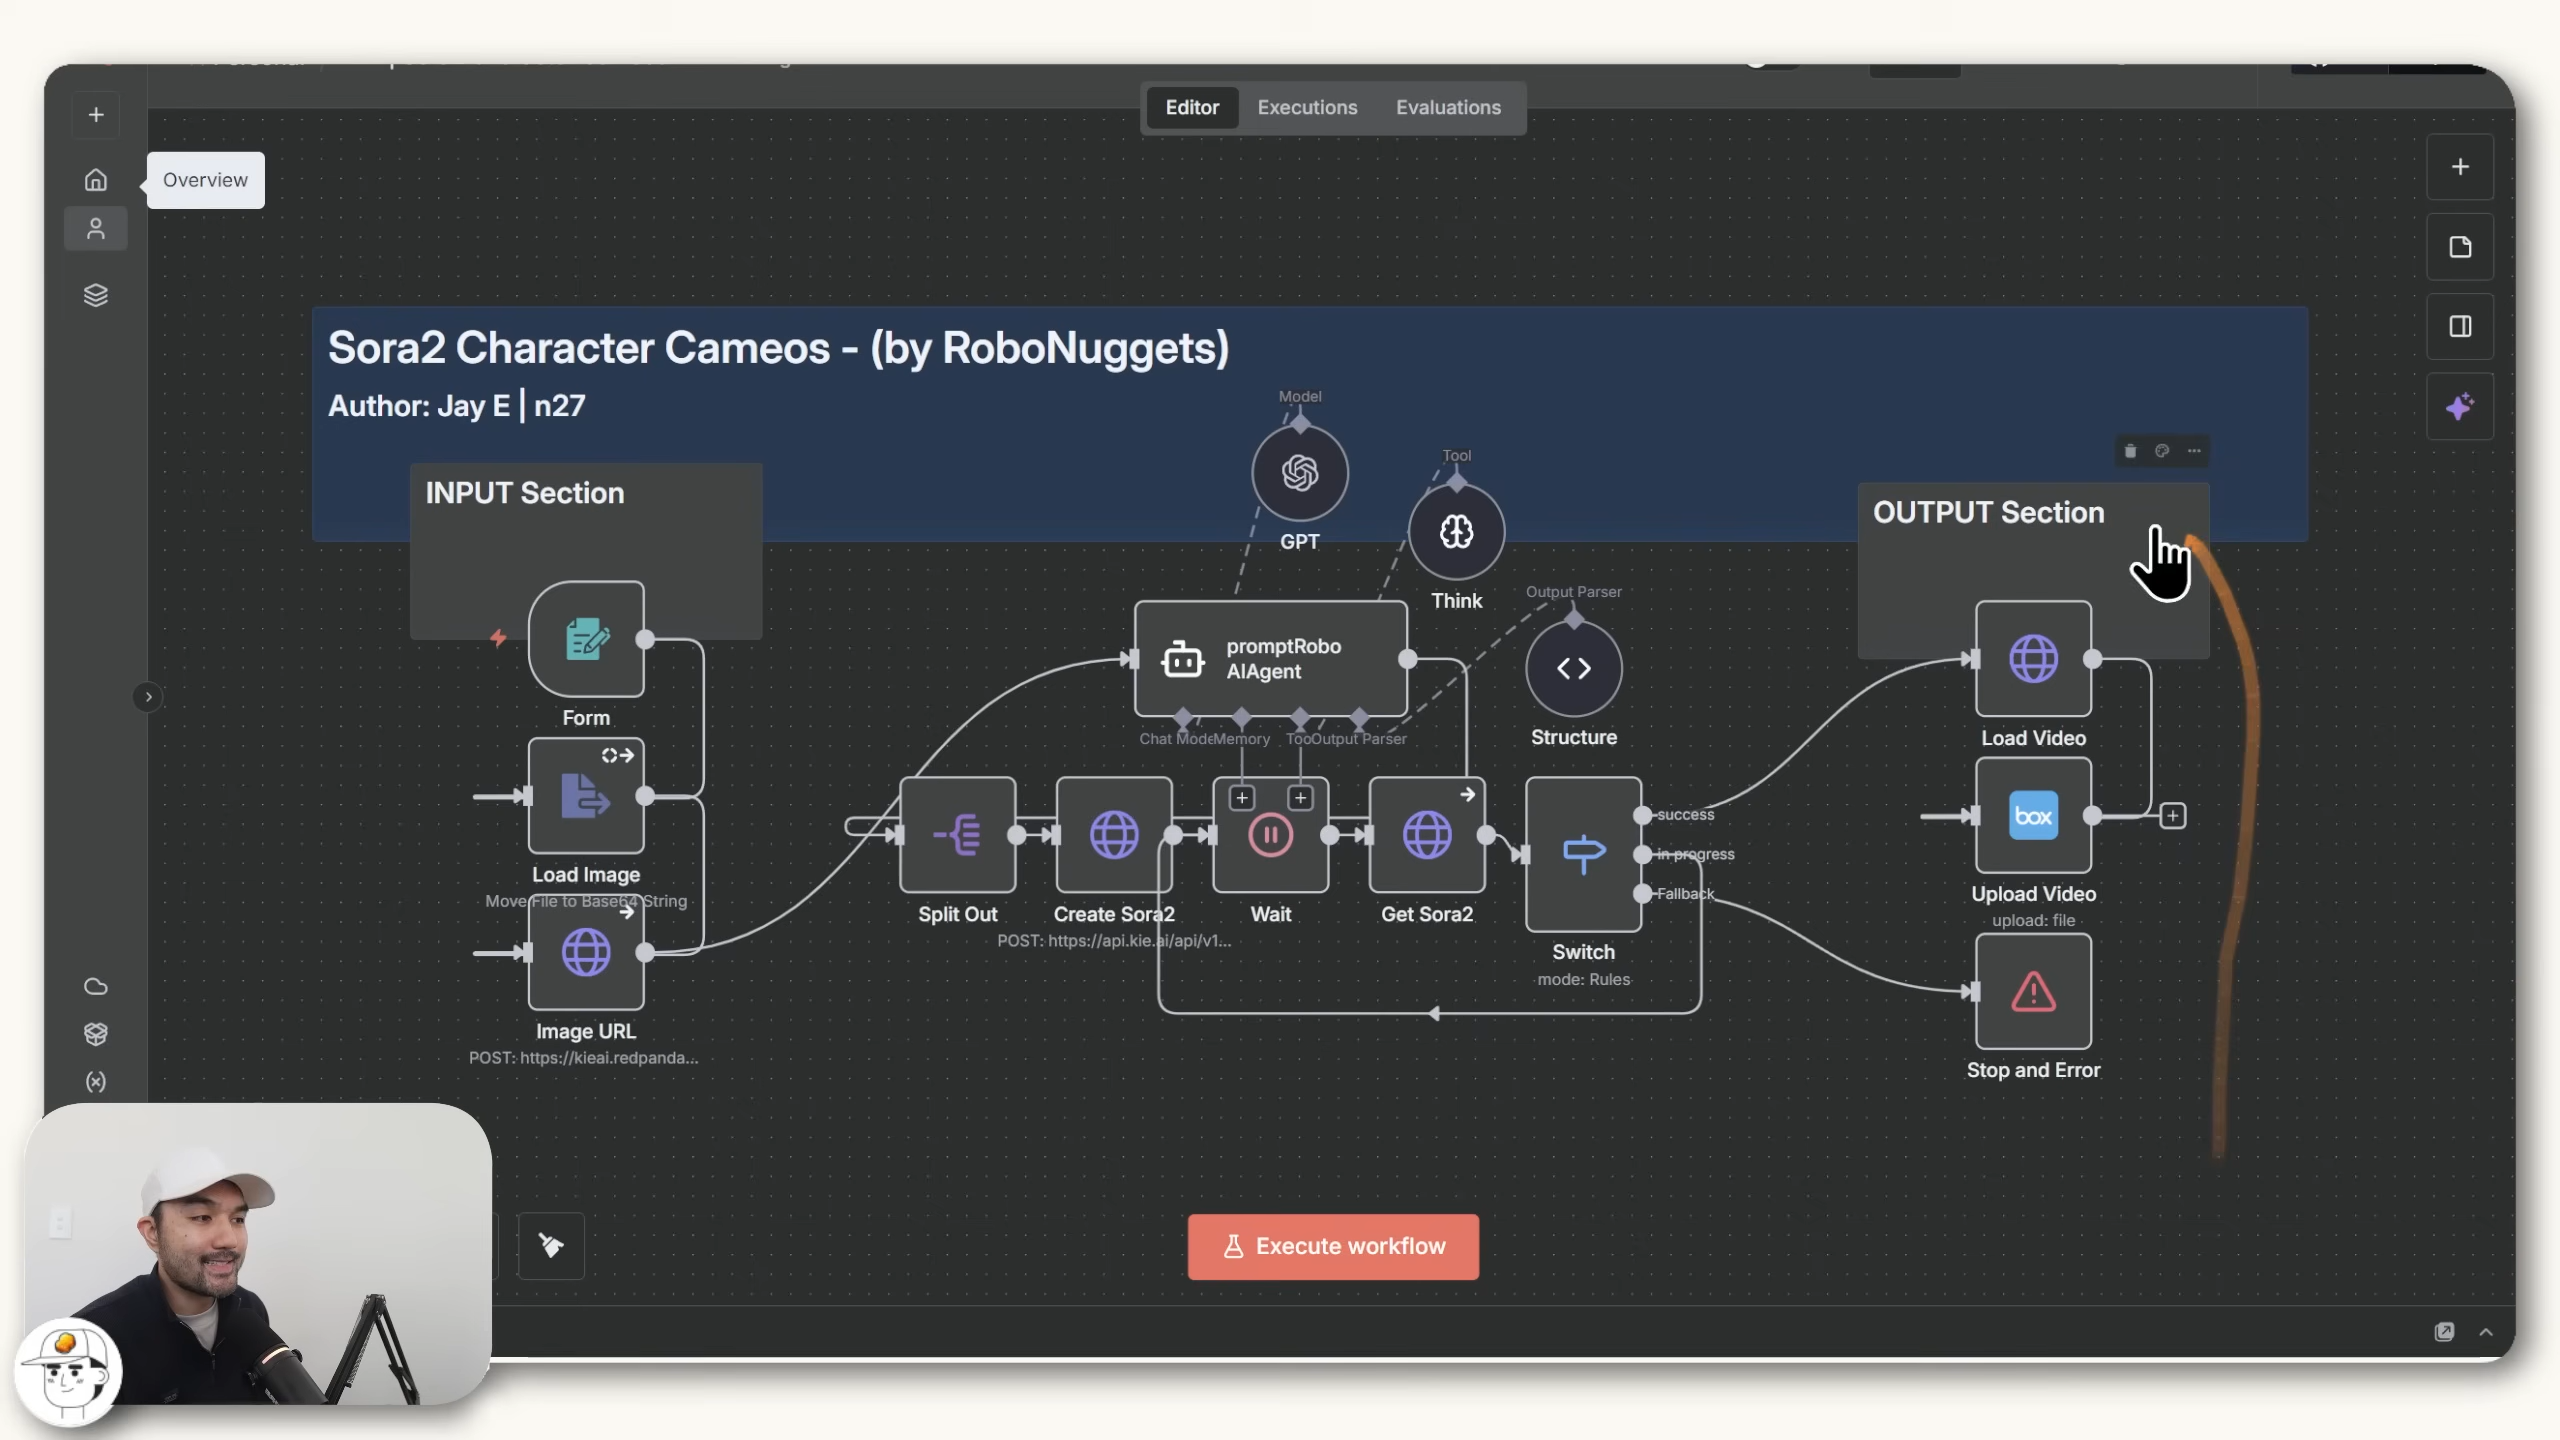 Editor
Executions
Evaluations
Overview
Sora2 Character Cameos - (by RoboNuggets)
Author: Jay E | n27
INPUT Section
OUTPUT Section
Model
GPT
Tool
Think
Output Parser
Structure
promptRobo
AIAgent
Chat Mode
Memory
Too
Output Parser
Form
Load Image
Move File to Base64 String
Image URL
POST: https://kieai.redpanda...
Split Out
Create Sora2
POST: https://api.kie.ai/api/v1...
Wait
Get Sora2
Switch
mode: Rules
success
in progress
Fallback
Load Video
box
Upload Video
upload: file
Stop and Error
Execute workflow